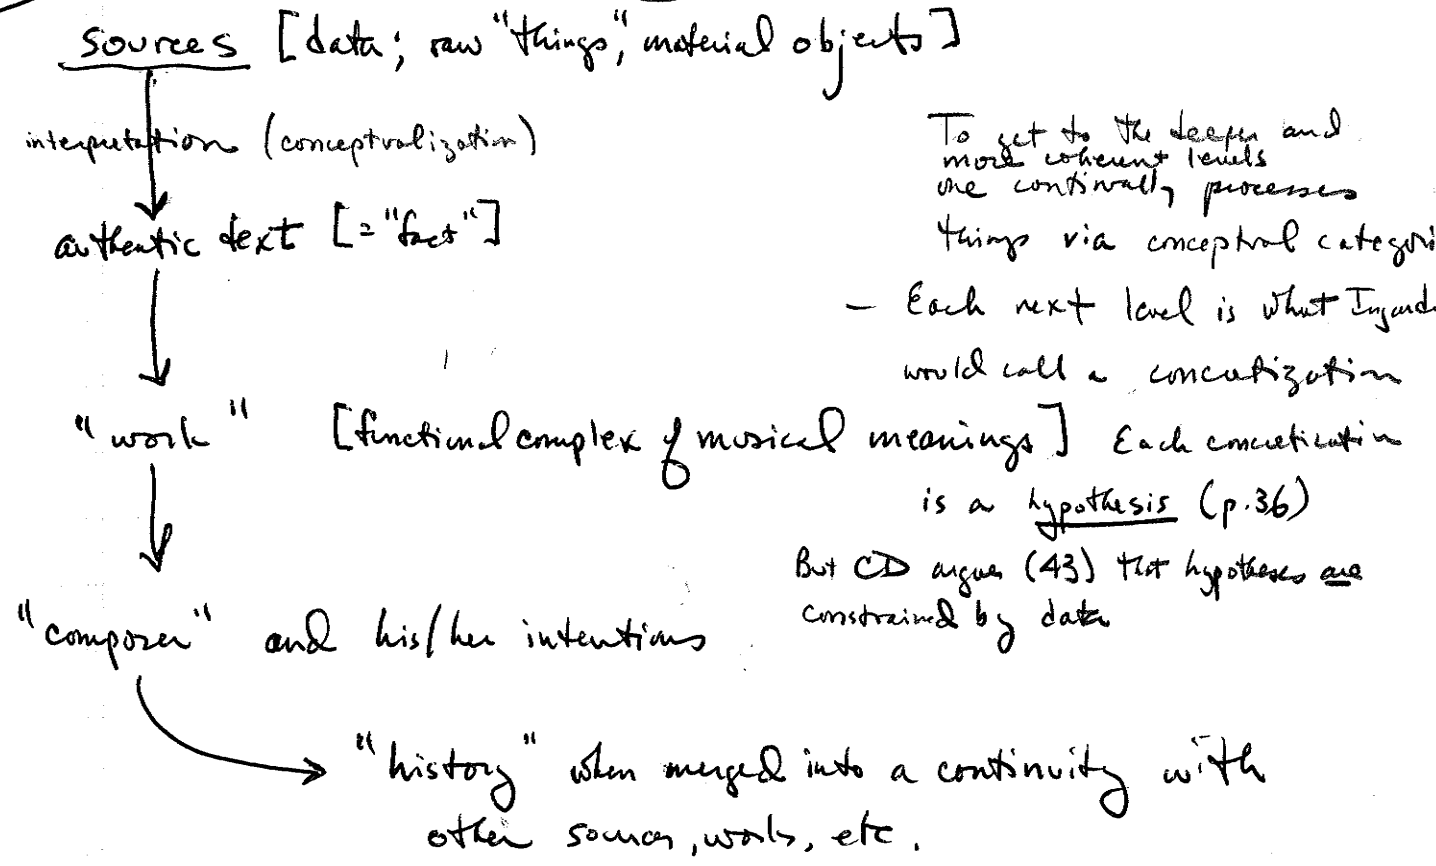 sources [data; raw "things", material objects]
interpretation (conceptualization)
authentic text [="fact"]
"work" [functional complex of musical meanings]
"composer" and his/her intentions
"history" when merged into a continuity with
other sources, works, etc.
To get to the deeper and
more coherent levels
one continually processes
things via conceptual categori
— Each next level is what Ingard
would call a concretization
Each concretization
is a hypothesis (p.36)
But CD argues (43) that hypotheses are
constrained by data